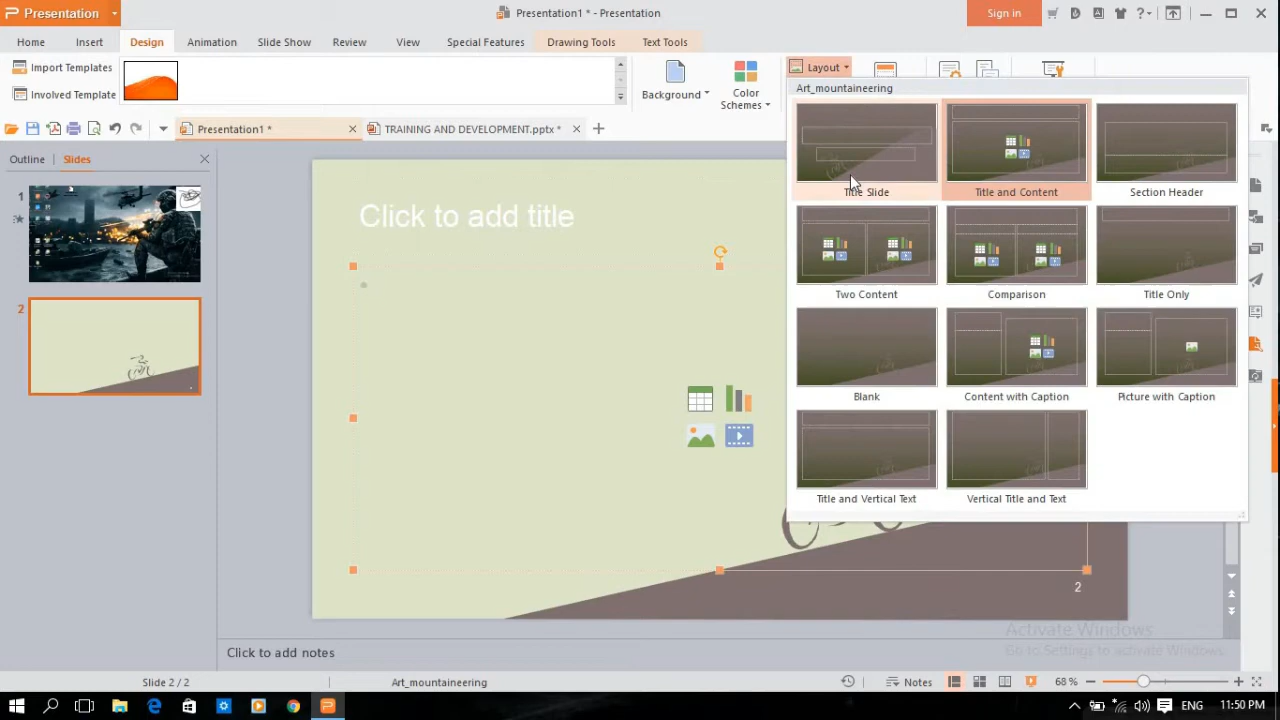 Presentation
Presentation1 * - Presentation
Sign in
Home
Insert
Design
Animation
Slide Show
Review
View
Special Features
Drawing Tools
Text Tools
Import Templates
Involved Template
Background
Color
Schemes
Layout
Presentation1 *
TRAINING AND DEVELOPMENT.pptx *
Outline
Slides
1
2
Click to add title
2
Art_mountaineering
Title Slide
Title and Content
Section Header
Two Content
Comparison
Title Only
Blank
Content with Caption
Picture with Caption
Title and Vertical Text
Vertical Title and Text
Activate Windows
Go to Settings to activate Windows.
Click to add notes
Slide 2 / 2
Art_mountaineering
Notes
68 %
ENG
11:50 PM